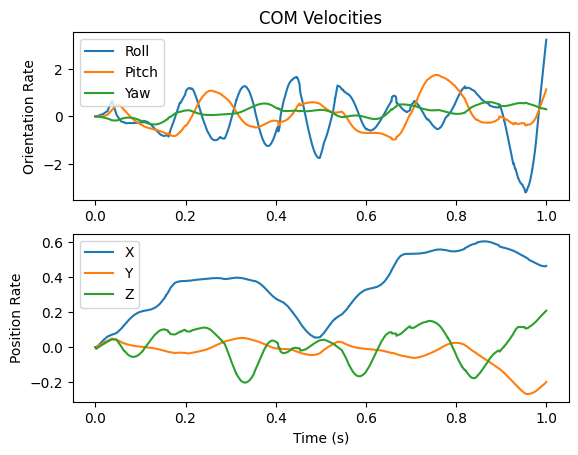 COM Velocities
Orientation Rate
Roll
Pitch
Yaw
2
0
−2
0.0 0.2 0.4 0.6 0.8 1.0
Position Rate
X
Y
Z
0.6
0.4
0.2
0.0
−0.2
0.0 0.2 0.4 0.6 0.8 1.0
Time (s)